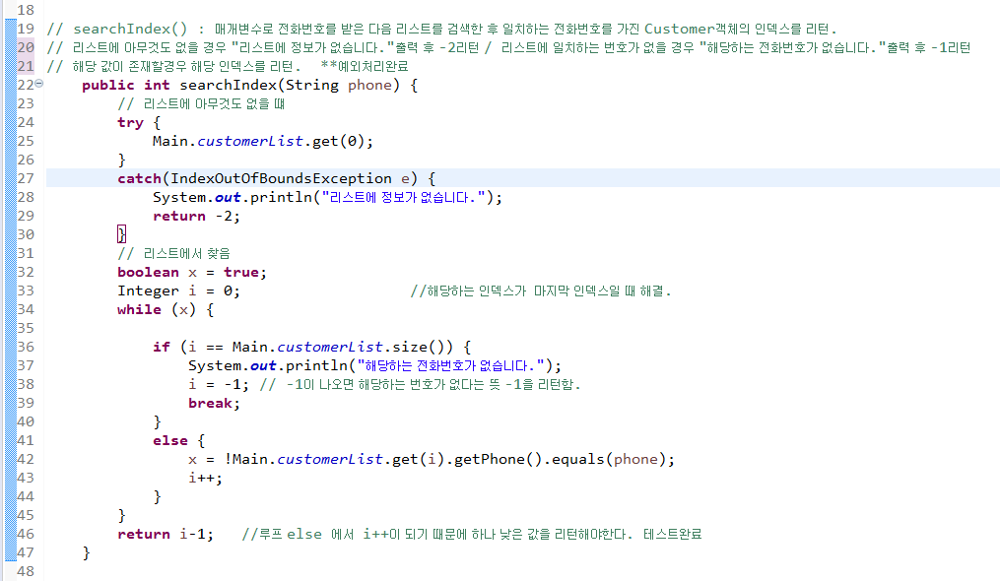 18
19 // searchIndex() : 매개변수로 전화번호를 받은 다음 리스트를 검색한 후 일치하는 전화번호를 가진 Customer객체의 인덱스를 리턴.
20 // 리스트에 아무것도 없을 경우 "리스트에 정보가 없습니다."출력 후 -2리턴 / 리스트에 일치하는 번호가 없을 경우 "해당하는 전화번호가 없습니다."출력 후 -1리턴
21 // 해당 값이 존재할경우 해당 인덱스를 리턴.  **예외처리완료
22     public int searchIndex(String phone) {
23         // 리스트에 아무것도 없을 때
24         try {
25             Main.customerList.get(0);
26         }
27         catch(IndexOutOfBoundsException e) {
28             System.out.println("리스트에 정보가 없습니다.");
29             return -2;
30         }
31         // 리스트에서 찾음
32         boolean x = true;
33         Integer i = 0;                    //해당하는 인덱스가 마지막 인덱스일 때 해결.
34         while (x) {
35
36             if (i == Main.customerList.size()) {
37                 System.out.println("해당하는 전화번호가 없습니다.");
38                 i = -1; // -1이 나오면 해당하는 번호가 없다는 뜻 -1을 리턴함.
39                 break;
40             }
41             else {
42                 x = !Main.customerList.get(i).getPhone().equals(phone);
43                 i++;
44             }
45         }
46         return i-1;   //루프 else 에서 i++이 되기 때문에 하나 낮은 값을 리턴해야한다. 테스트완료
47     }
48